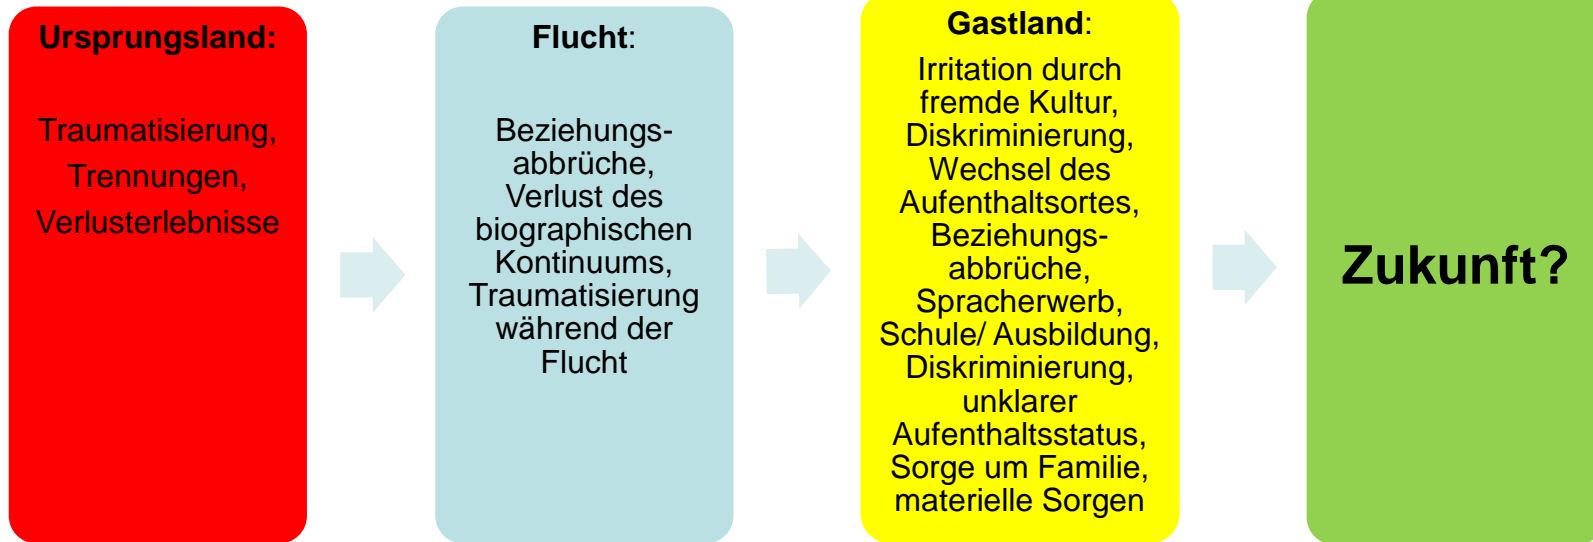 Ursprungsland:
Traumatisierung,
Trennungen,
Verlusterlebnisse
Flucht:
Beziehungs-
abbrüche,
Verlust des
biographischen
Kontinuums,
Traumatisierung
während der
Flucht
Gastland:
Irritation durch
fremde Kultur,
Diskriminierung,
Wechsel des
Aufenthaltsortes,
Beziehungs-
abbrüche,
Spracherwerb,
Schule/ Ausbildung,
Diskriminierung,
unklarer
Aufenthaltsstatus,
Sorge um Familie,
materielle Sorgen
Zukunft?